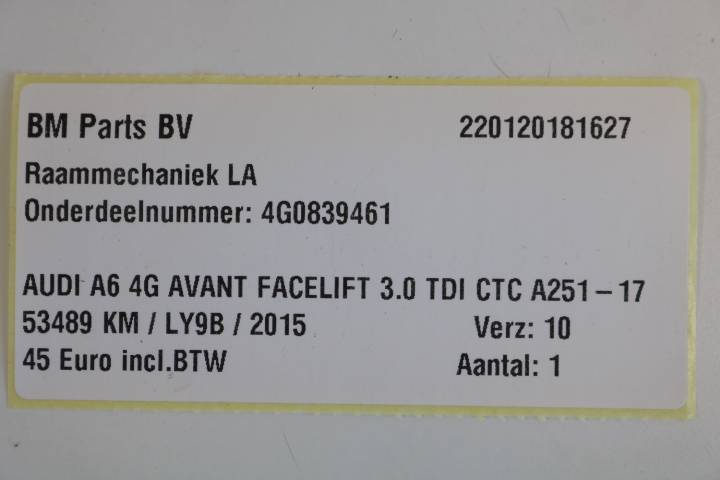 BM Parts BV 220120181627
Raammechaniek LA
Onderdeelnummer: 4G0839461
AUDI A6 4G AVANT FACELIFT 3.0 TDI CTC A251-17
53489 KM / LY9B / 2015 Verz: 10
45 Euro incl.BTW Aantal: 1